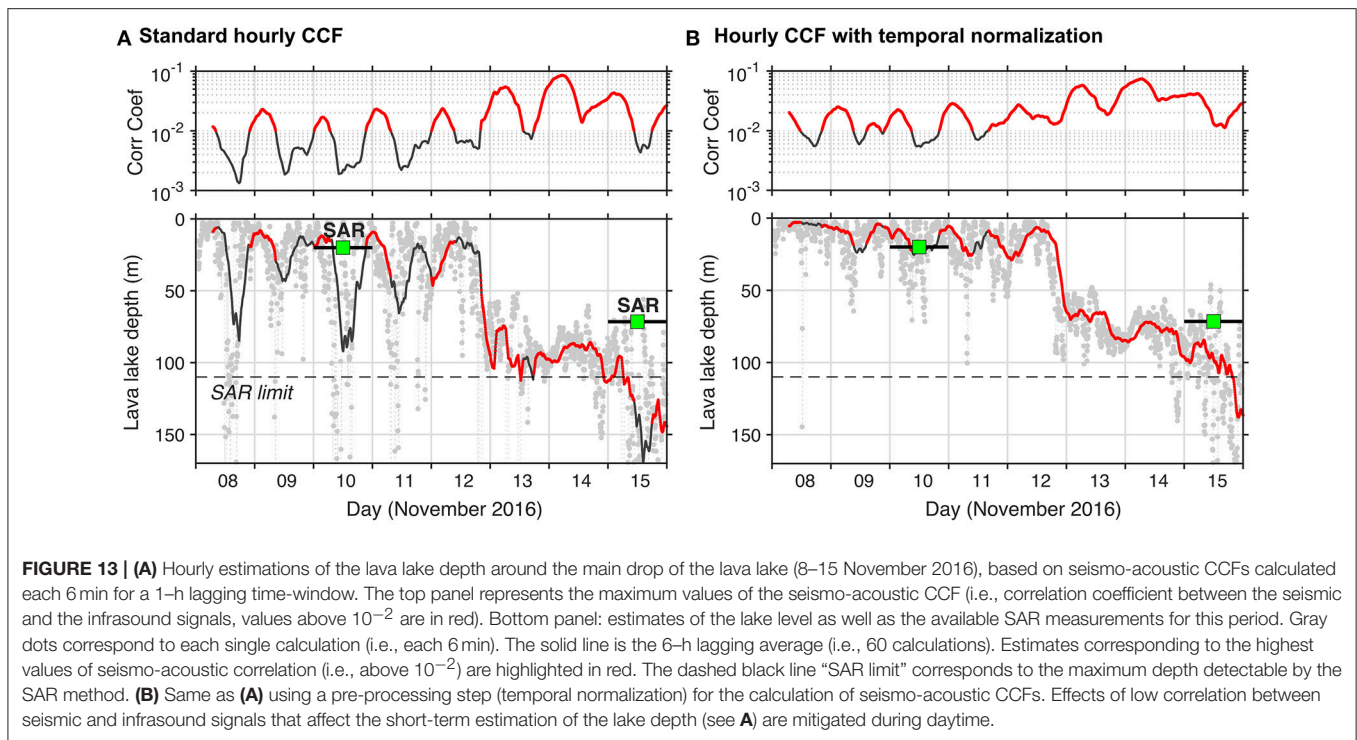 A Standard hourly CCF
B Hourly CCF with temporal normalization
10^-1
10^-2
10^-3
Corr Coef
10^-1
10^-2
10^-3
Corr Coef
0
50
100
150
Lava lake depth (m)
SAR
SAR
SAR limit
08 09 10 11 12 13 14 15
Day (November 2016)
0
50
100
150
Lava lake depth (m)
08 09 10 11 12 13 14 15
Day (November 2016)
FIGURE 13 | (A) Hourly estimations of the lava lake depth around the main drop of the lava lake (8–15 November 2016), based on seismo-acoustic CCFs calculated
each 6 min for a 1–h lagging time-window. The top panel represents the maximum values of the seismo-acoustic CCF (i.e., correlation coefficient between the seismic
and the infrasound signals, values above 10^−2 are in red). Bottom panel: estimates of the lake level as well as the available SAR measurements for this period. Gray
dots correspond to each single calculation (i.e., each 6 min). The solid line is the 6–h lagging average (i.e., 60 calculations). Estimates corresponding to the highest
values of seismo-acoustic correlation (i.e., above 10^−2) are highlighted in red. The dashed black line “SAR limit” corresponds to the maximum depth detectable by the
SAR method. (B) Same as (A) using a pre-processing step (temporal normalization) for the calculation of seismo-acoustic CCFs. Effects of low correlation between
seismic and infrasound signals that affect the short-term estimation of the lake depth (see A) are mitigated during daytime.